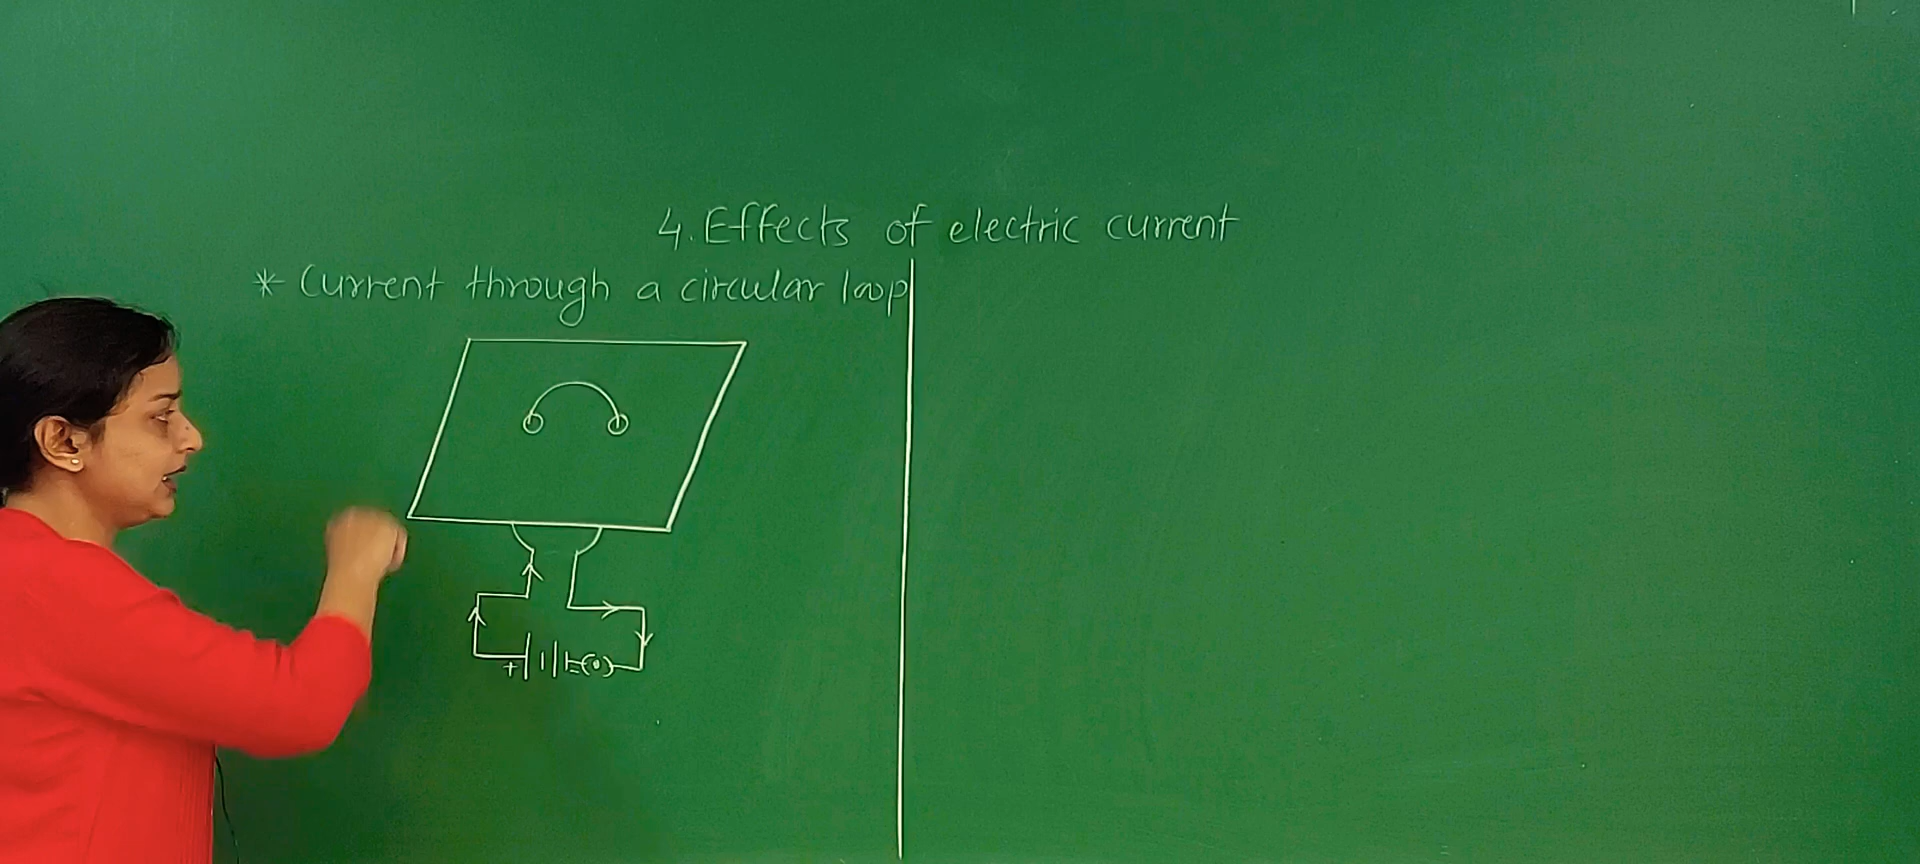 4. Effects of electric current
* Current through a circular loop
+ -